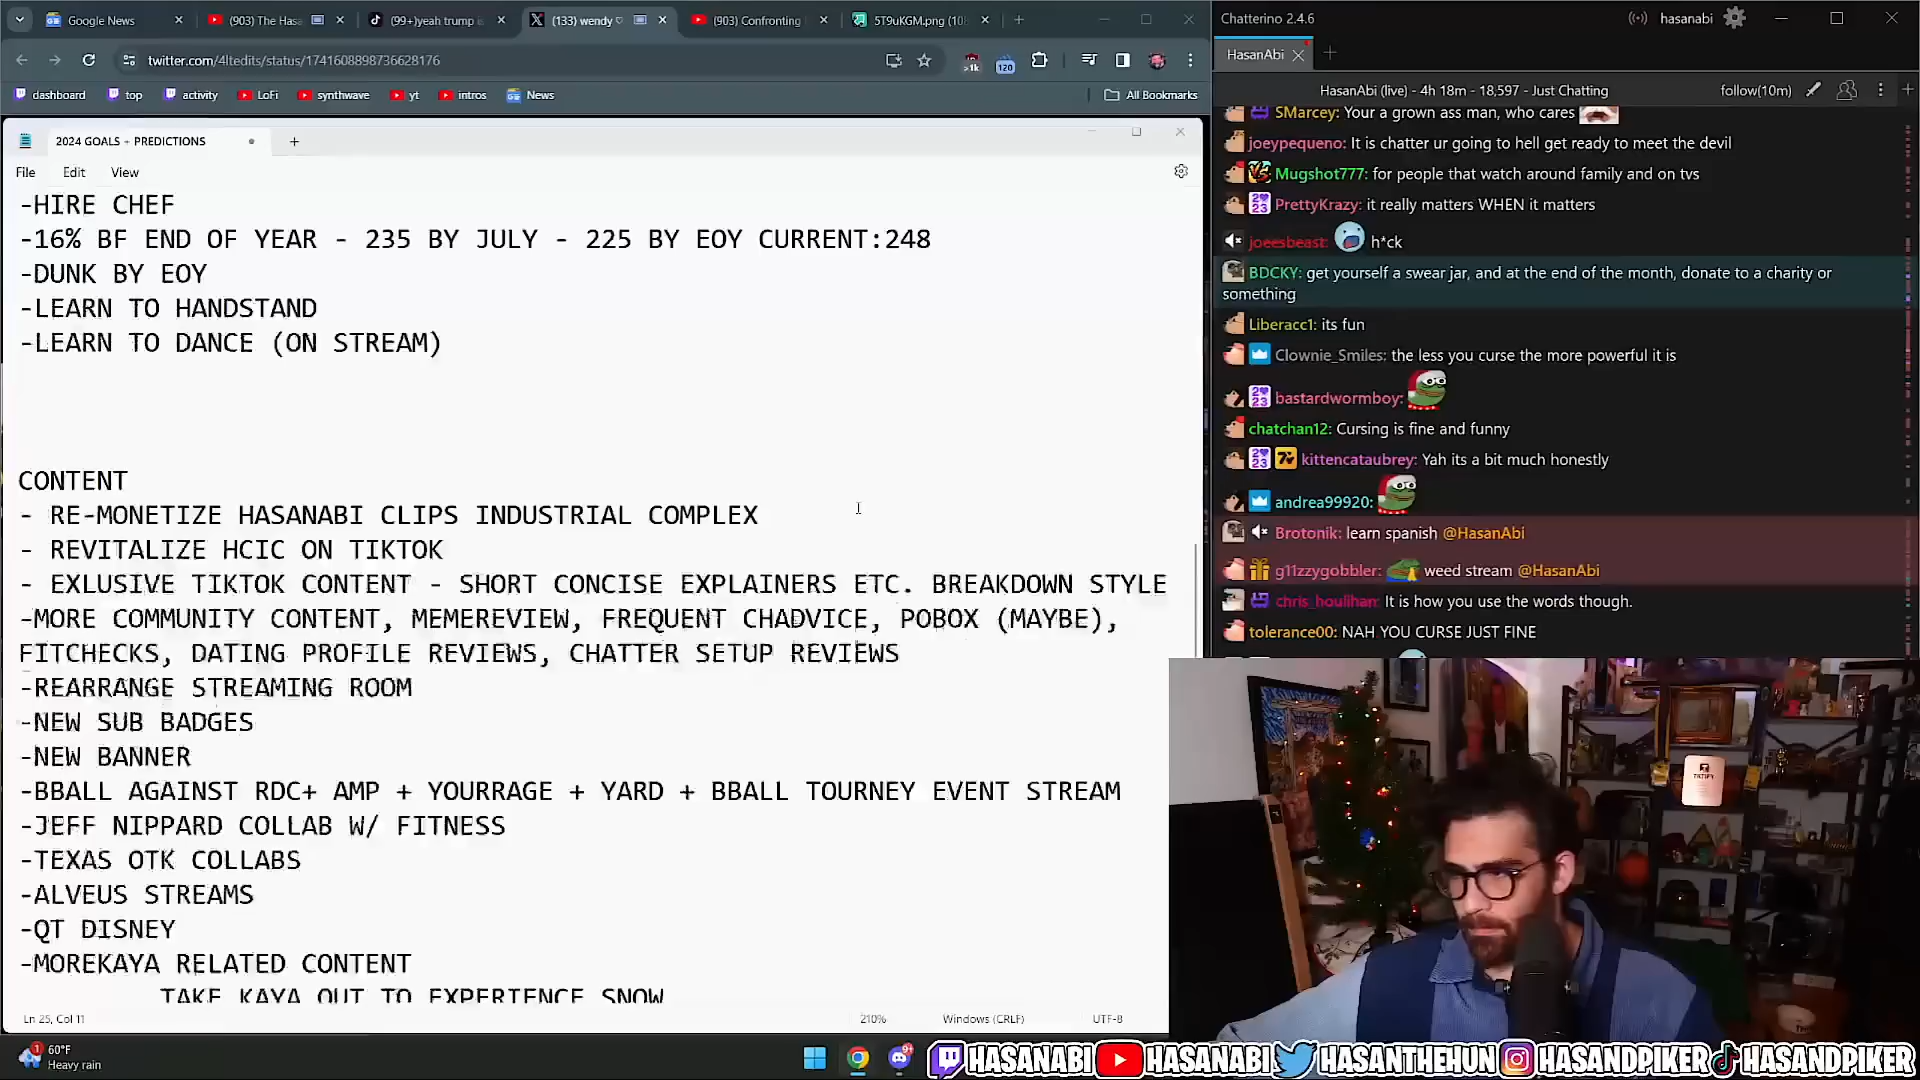 Google News
(903) The Hasa
(99+)yeah trump i
(133) wendy ♡
(903) Confronting
5T9uKGM.png (10
twitter.com/4ltedits/status/1741608898736628176
>1k
120
dashboard
top
activity
LoFi
synthwave
yt
intros
News
All Bookmarks
2024 GOALS + PREDICTIONS
File
Edit
View
-HIRE CHEF
-16% BF END OF YEAR - 235 BY JULY - 225 BY EOY CURRENT:248
-DUNK BY EOY
-LEARN TO HANDSTAND
-LEARN TO DANCE (ON STREAM)
CONTENT
- RE-MONETIZE HASANABI CLIPS INDUSTRIAL COMPLEX
- REVITALIZE HCIC ON TIKTOK
- EXLUSIVE TIKTOK CONTENT - SHORT CONCISE EXPLAINERS ETC. BREAKDOWN STYLE
-MORE COMMUNITY CONTENT, MEMEREVIEW, FREQUENT CHADVICE, POBOX (MAYBE),
FITCHECKS, DATING PROFILE REVIEWS, CHATTER SETUP REVIEWS
-REARRANGE STREAMING ROOM
-NEW SUB BADGES
-NEW BANNER
-BBALL AGAINST RDC+ AMP + YOURRAGE + YARD + BBALL TOURNEY EVENT STREAM
-JEFF NIPPARD COLLAB W/ FITNESS
-TEXAS OTK COLLABS
-ALVEUS STREAMS
-QT DISNEY
-MOREKAYA RELATED CONTENT
TAKE KAYA OUT TO EXPERIENCE SNOW
Ln 25, Col 11
210%
Windows (CRLF)
UTF-8
Chatterino 2.4.6
hasanabi
HasanAbi
HasanAbi (live) - 4h 18m - 18,597 - Just Chatting
follow(10m)
SMarcey: Your a grown ass man, who cares
joeypequeno: It is chatter ur going to hell get ready to meet the devil
Mugshot777: for people that watch around family and on tvs
PrettyKrazy: it really matters WHEN it matters
joeesbeast: h*ck
BDCKY: get yourself a swear jar, and at the end of the month, donate to a charity or
something
Liberacc1: its fun
Clownie_Smiles: the less you curse the more powerful it is
bastardwormboy:
chatchan12: Cursing is fine and funny
kittencataubrey: Yah its a bit much honestly
andrea99920:
Brotonik: learn spanish @HasanAbi
g11zzygobbler: weed stream @HasanAbi
chris_houlihan: It is how you use the words though.
tolerance00: NAH YOU CURSE JUST FINE
1
60°F
Heavy rain
9+
HASANABI
HASANABI
HASANTHEHUN
HASANDPIKER
HASANDPIKER